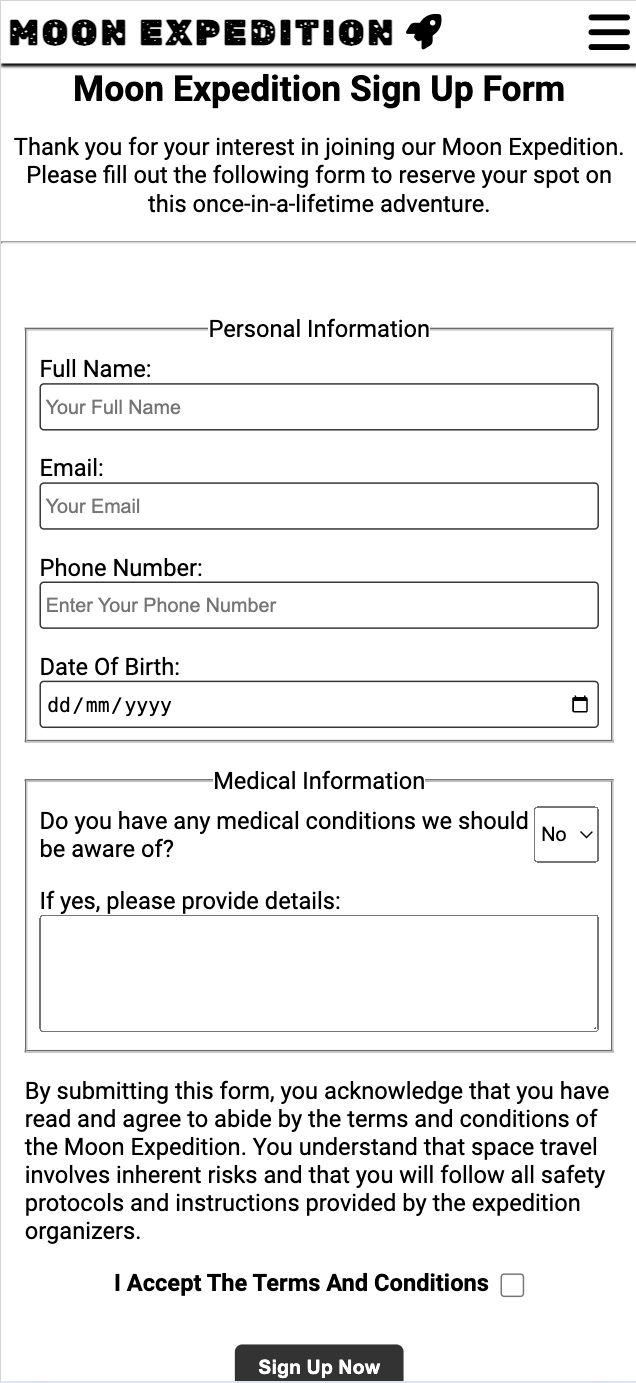 MOON EXPEDITION
Moon Expedition Sign Up Form
Thank you for your interest in joining our Moon Expedition.
Please fill out the following form to reserve your spot on
this once-in-a-lifetime adventure.
Personal Information
Full Name:
Your Full Name
Email:
Your Email
Phone Number:
Enter Your Phone Number
Date Of Birth:
dd/mm/yyyy
Medical Information
Do you have any medical conditions we should
be aware of?
No
If yes, please provide details:
By submitting this form, you acknowledge that you have
read and agree to abide by the terms and conditions of
the Moon Expedition. You understand that space travel
involves inherent risks and that you will follow all safety
protocols and instructions provided by the expedition
organizers.
I Accept The Terms And Conditions
Sign Up Now